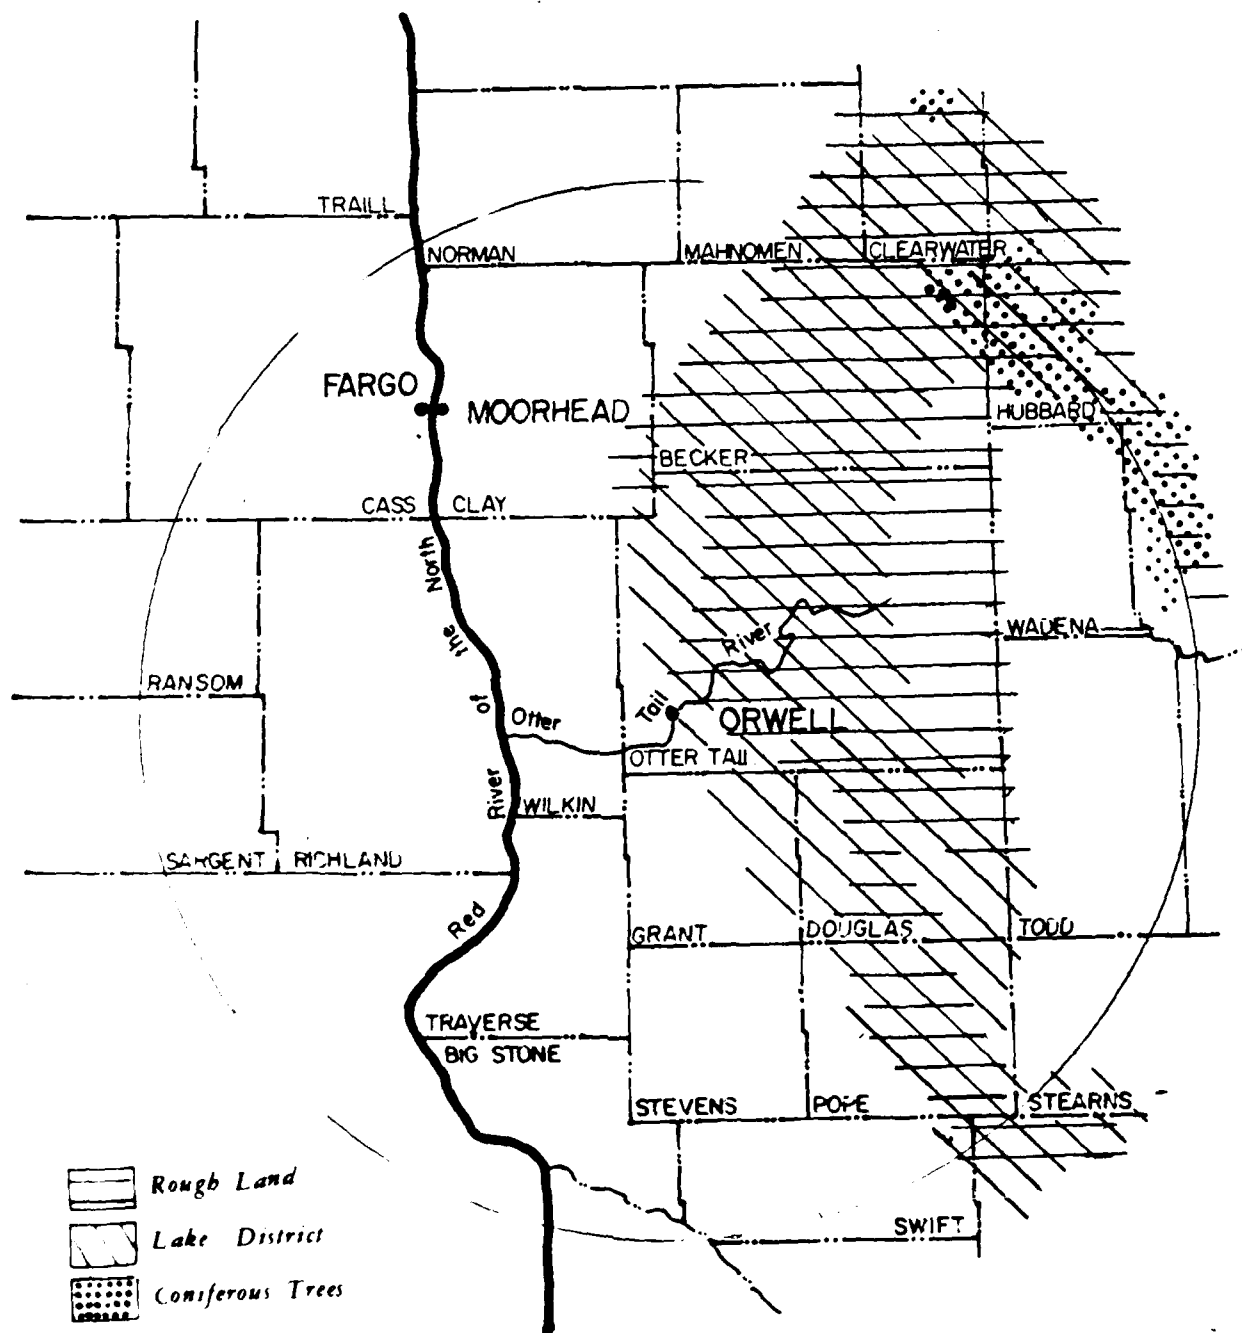 TRAILL
NORMAN
MAHNOMEN
CLEARWATER
FARGO
MOORHEAD
HUBBARD
BECKER
CASS
CLAY
Red River of the North
WADENA
RANSOM
Otter Tail River
ORWELL
OTTER TAIL
WILKIN
SARGENT
RICHLAND
GRANT
DOUGLAS
TODD
TRAVERSE
BIG STONE
STEVENS
POPE
STEARNS
SWIFT
Rough Land
Lake District
Coniferous Trees